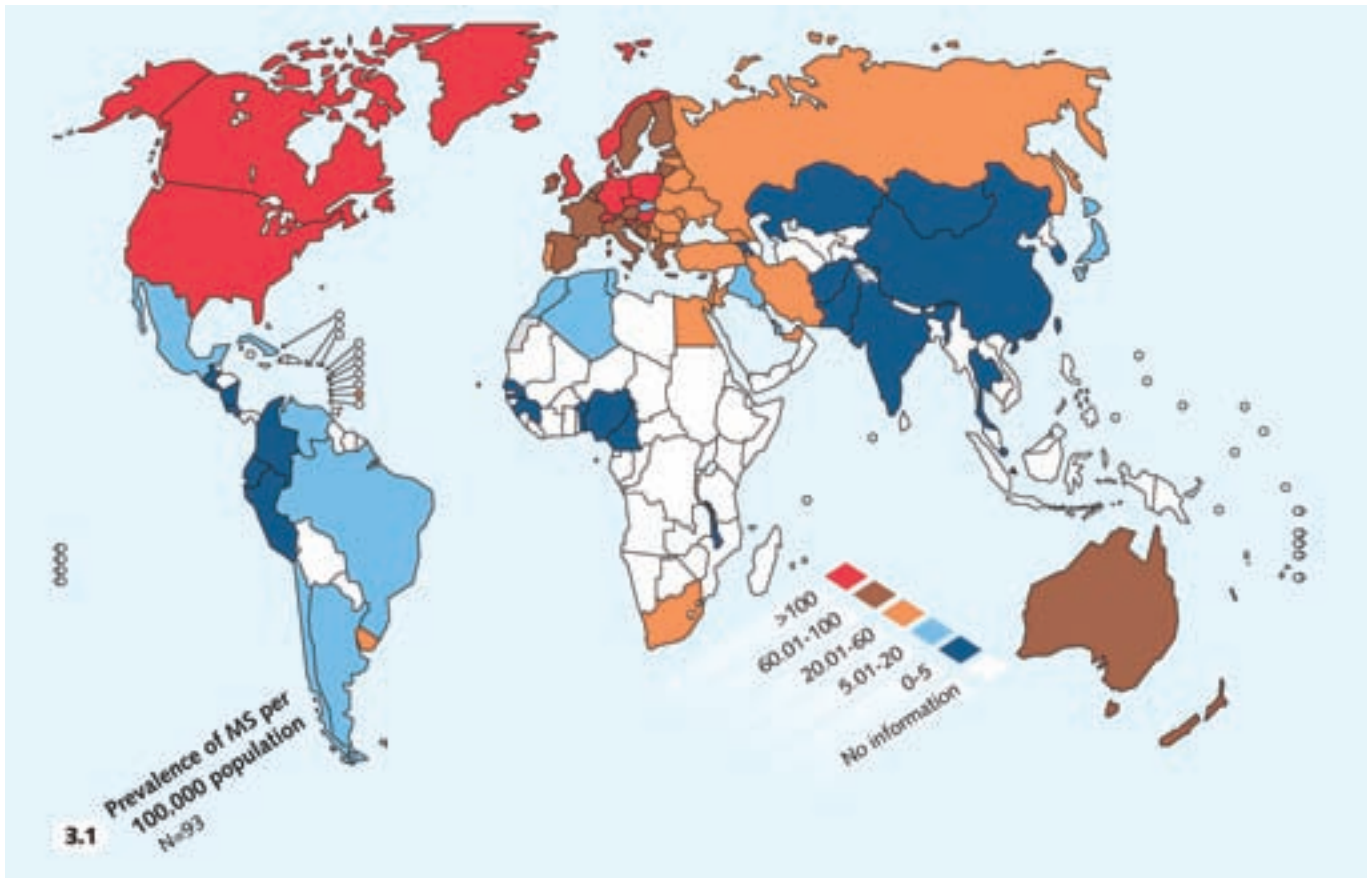 >100
60.01-100
20.01-60
5.01-20
0-5
No information
Prevalence of MS per
100,000 population
N=93
3.1